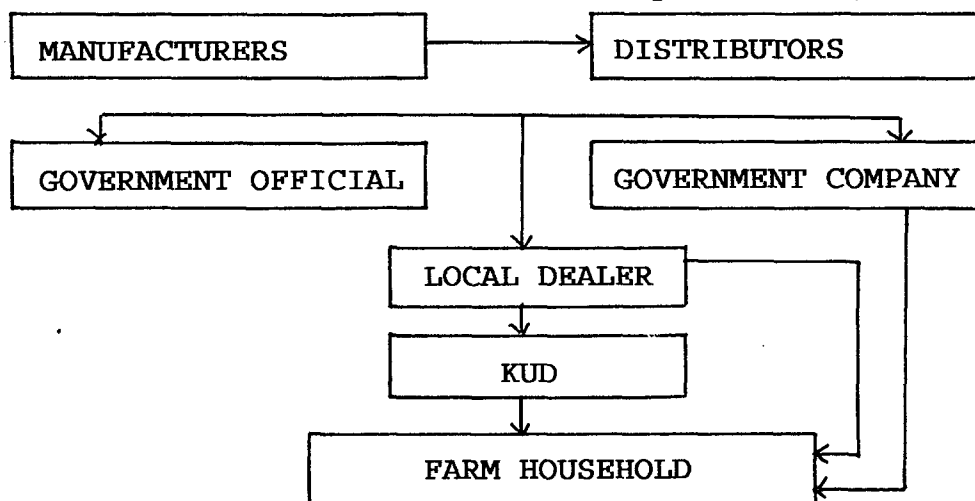 MANUFACTURERS
DISTRIBUTORS
GOVERNMENT OFFICIAL
GOVERNMENT COMPANY
LOCAL DEALER
KUD
FARM HOUSEHOLD